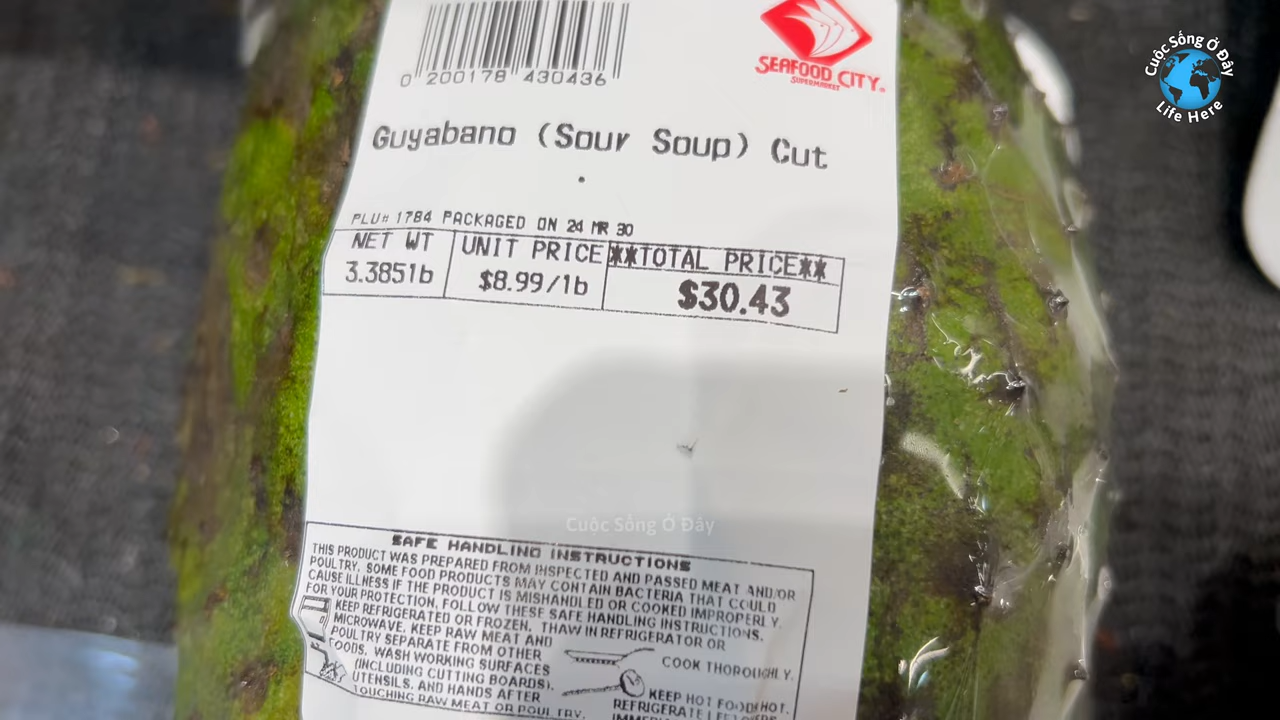 0 200178 430436
SEAFOOD CITY
SUPERMARKET
Cuộc Sống Ở Đây
Life Here
Guyabano (Sour Soup) Cut
PLU# 1784 PACKAGED ON 24 MR 30
NET WT UNIT PRICE **TOTAL PRICE**
3.385lb $8.99/lb $30.43
Cuộc Sống Ở Đây
SAFE HANDLING INSTRUCTIONS
THIS PRODUCT WAS PREPARED FROM INSPECTED AND PASSED MEAT AND/OR
POULTRY. SOME FOOD PRODUCTS MAY CONTAIN BACTERIA THAT COULD
CAUSE ILLNESS IF THE PRODUCT IS MISHANDLED OR COOKED IMPROPERLY.
FOR YOUR PROTECTION, FOLLOW THESE SAFE HANDLING INSTRUCTIONS.
KEEP REFRIGERATED OR FROZEN. THAW IN REFRIGERATOR OR
MICROWAVE. KEEP RAW MEAT AND
POULTRY SEPARATE FROM OTHER
FOODS. WASH WORKING SURFACES
(INCLUDING CUTTING BOARDS),
UTENSILS, AND HANDS AFTER
TOUCHING RAW MEAT OR POULTRY.
COOK THOROUGHLY.
KEEP HOT FOODS HOT.
REFRIGERATE LEFTOVERS